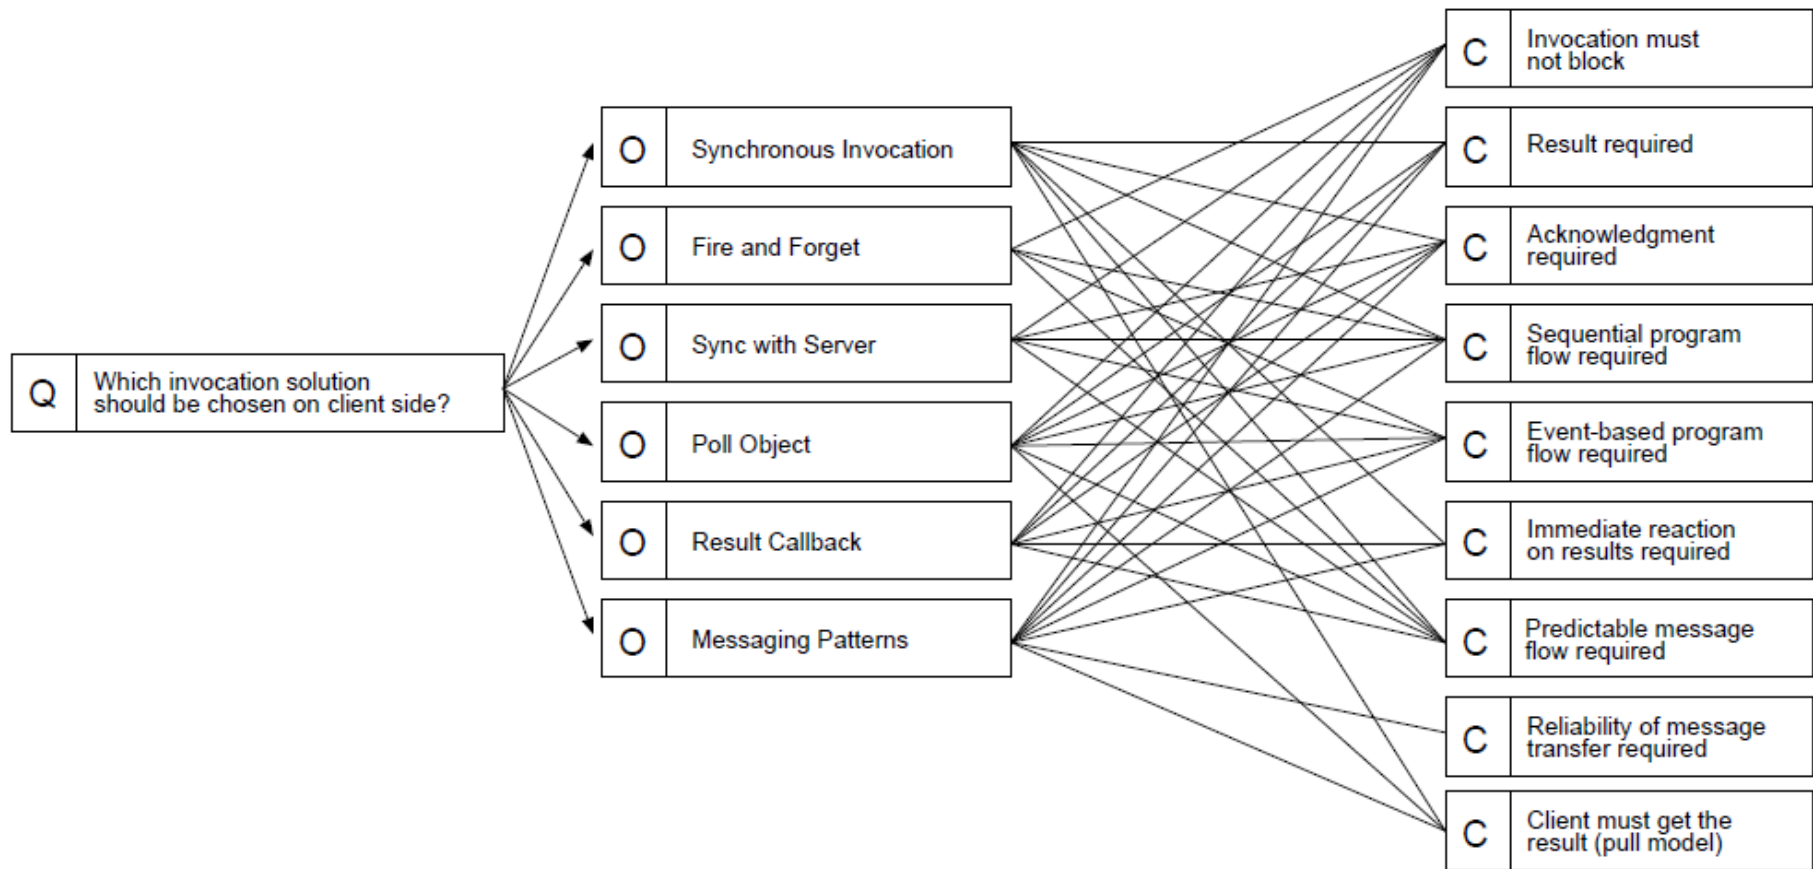 Q
Which invocation solution
should be chosen on client side?
O
Synchronous Invocation
O
Fire and Forget
O
Sync with Server
O
Poll Object
O
Result Callback
O
Messaging Patterns
C
Invocation must
not block
C
Result required
C
Acknowledgment
required
C
Sequential program
flow required
C
Event-based program
flow required
C
Immediate reaction
on results required
C
Predictable message
flow required
C
Reliability of message
transfer required
C
Client must get the
result (pull model)